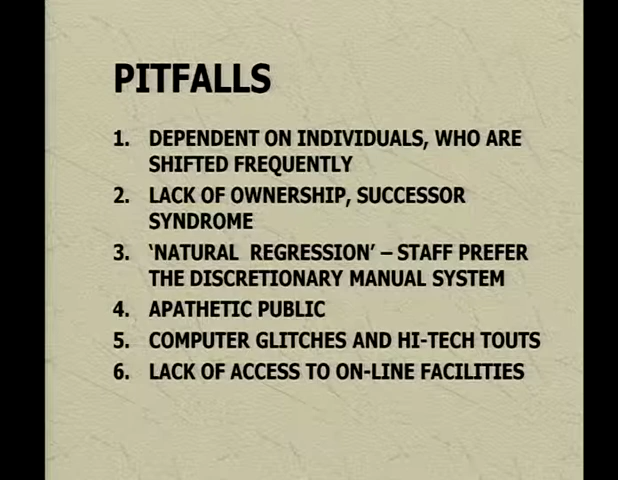 PITFALLS
1. DEPENDENT ON INDIVIDUALS, WHO ARE
SHIFTED FREQUENTLY
2. LACK OF OWNERSHIP, SUCCESSOR
SYNDROME
3. ‘NATURAL REGRESSION’ – STAFF PREFER
THE DISCRETIONARY MANUAL SYSTEM
4. APATHETIC PUBLIC
5. COMPUTER GLITCHES AND HI-TECH TOUTS
6. LACK OF ACCESS TO ON-LINE FACILITIES